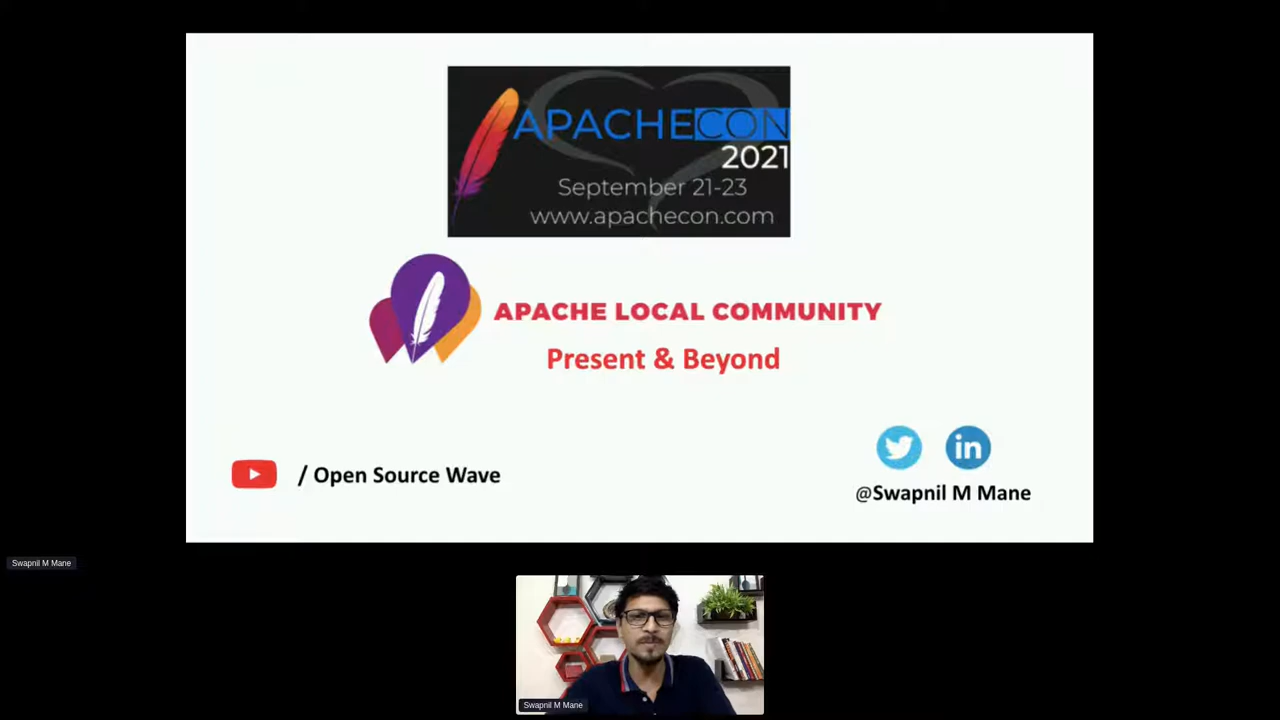 APACHECON
2021
September 21-23
www.apachecon.com
APACHE LOCAL COMMUNITY
Present & Beyond
/ Open Source Wave
in
@Swapnil M Mane
Swapnil M Mane
Swapnil M Mane